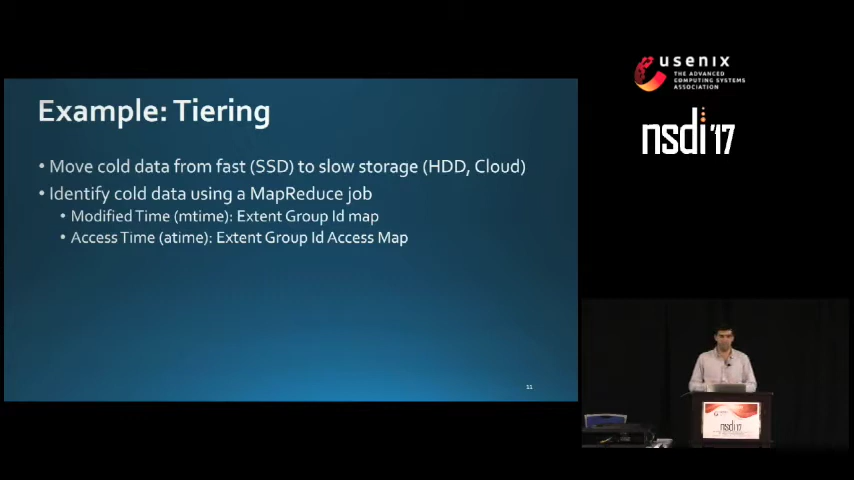 Example: Tiering
• Move cold data from fast (SSD) to slow storage (HDD, Cloud)
• Identify cold data using a MapReduce job
• Modified Time (mtime): Extent Group Id map
• Access Time (atime): Extent Group Id Access Map
11
usenix
THE ADVANCED
COMPUTING SYSTEMS
ASSOCIATION
nsdi '17
nsdi'17